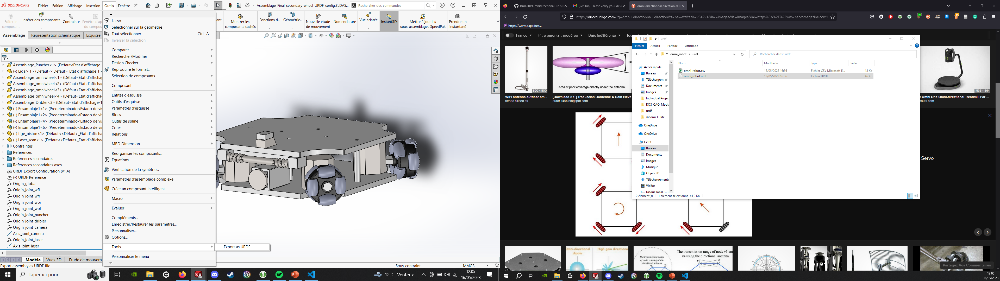 SOLIDWORKS
Fichier Edition Affichage Insertion Outils Fenêtre
Assemblage_Final_secondary_wheel_URDF_config.SLDAS...
Rechercher des commandes
Editer le composant
Insérer des composants
Contrainte
Montrer les composants cachés
Fonctions d...
Géométrie...
Nouvelle étude de mouvement
Nomenclature
Vue éclatée
Instant3D
Mettre à jour les sous-assemblages SpeedPak
Prendre un instantané
Assemblage Représentation schématique Esquisse
Assemblage_Puncher<1> (Défaut<Etat d'affichage-
(-) Lidar<1> (Défaut<<Défaut>_Etat d'affichage 1>
Assemblage_omniwheel<1> (Défaut<Etat d'affichag
Assemblage_omniwheel<2> (Défaut<Etat d'affichag
Assemblage_omniwheel<3> (Défaut<Etat d'affichag
Assemblage_omniwheel<4> (Défaut<Etat d'affichag
Assemblage_Dribler<3> (Défaut<Etat d'affichage-1
(-) Ensamblaje1<1> (Predeterminado<Estado de vis
(-) Ensamblaje1<2> (Predeterminado<Estado de vis
(-) Ensamblaje1<4> (Predeterminado<Estado de vis
(-) Ensamblaje1<6> (Predeterminado<Estado de vis
(-) tige_piston<1> (Défaut<<Défaut>_Etat d'afficha
(-) Laser_scan<1> (Défaut<<Défaut>_Etat d'affichag
Contraintes
References
References secondaires
References secondaires axes
URDF Export Configuration (v1.4)
(-) URDF Reference
Origin_global
Origin_joint_wfl
Origin_joint_wfr
Origin_joint_wbr
Origin_joint_wbl
Origin_joint_puncher
Origin_joint_dribler
Origin_joint_camera
Axis_joint_camera
Origin_joint_laser
Axis_joint_laser
Modèle Vues 3D Etude de mouveme
Export assembly as URDF file
Sous-contraint MMGS
Lasso
Sélectionner sur la géométrie
Tout sélectionner Ctrl+A
Inverser la sélection
Comparer
Rechercher/Modifier
Design Checker
Reproduire le format...
Sélection de composants
Composant
Entités d'esquisse
Outils d'esquisse
Paramètres d'esquisse
Blocs
Outils de spline
Cotes
Relations
MBD Dimension
Réorganiser les composants...
Equations...
Vérification de la symétrie...
Paramètres d'assemblage complexe
Créer un composant intelligent...
Macro
Evaluer
Compléments...
Enregistrer/Restaurer les paramètres...
Personnaliser...
Options...
Tools
Export as URDF
Personnaliser le menu
Taper ici pour
12°C Venteux
12:05
16/05/2023
IsmailBI/Omnidirectional-Robo
[GitHub] Please verify your dev
omni directionnal direction at D
https://duckduckgo.com/?q=omni+directionnal+direction&t=newext&atb=v342-1&iax=images&ia=images&iai=https%3A%2F%2Fwww.servomagazine.com%
https://www.papadust...
France Filtre parental : modérée Date indifférente
800 × 800
WIFI antenna outdoor om...
tienda.siliceo.es
Be
Area of poor coverage directly under the antenna
[Download 27+] Traduccion Dantenne A Gain Eleve
autor-1444.blogspot.com
1536 × 864
x Omni One Omni-directional Treadmill For ...
houts.com
urdf
Fichier Accueil Partage Affichage
omni_robot › urdf
Rechercher dans : urdf
Nom Modifié le Type Taille
omni_robot.csv 13/05/2023 16:36 Fichier CSV Microsoft E... 18 Ko
omni_robot.urdf 13/05/2023 16:36 Fichier URDF 46 Ko
Accès rapide
Bureau
Téléchargeme
Documents
Images
Individual Projec
ROS_CAO_Mode
urdf
Xiaomi 11 lite
OneDrive
OneDrive
Ce PC
Bureau
Documents
Images
Musique
Objets 3D
Téléchargements
Vidéos
Disque local (C:)
2 élément(s) 1 élément sélectionné 45,9 Ko
Servo
Omni-directional dipole
High gain directional
The transmission range of node v1 using omni-directional antenna
The transmission range of node v1 and v4 using the directional antenna
Partagez Vos Commentaires
12:05
16/05/2023